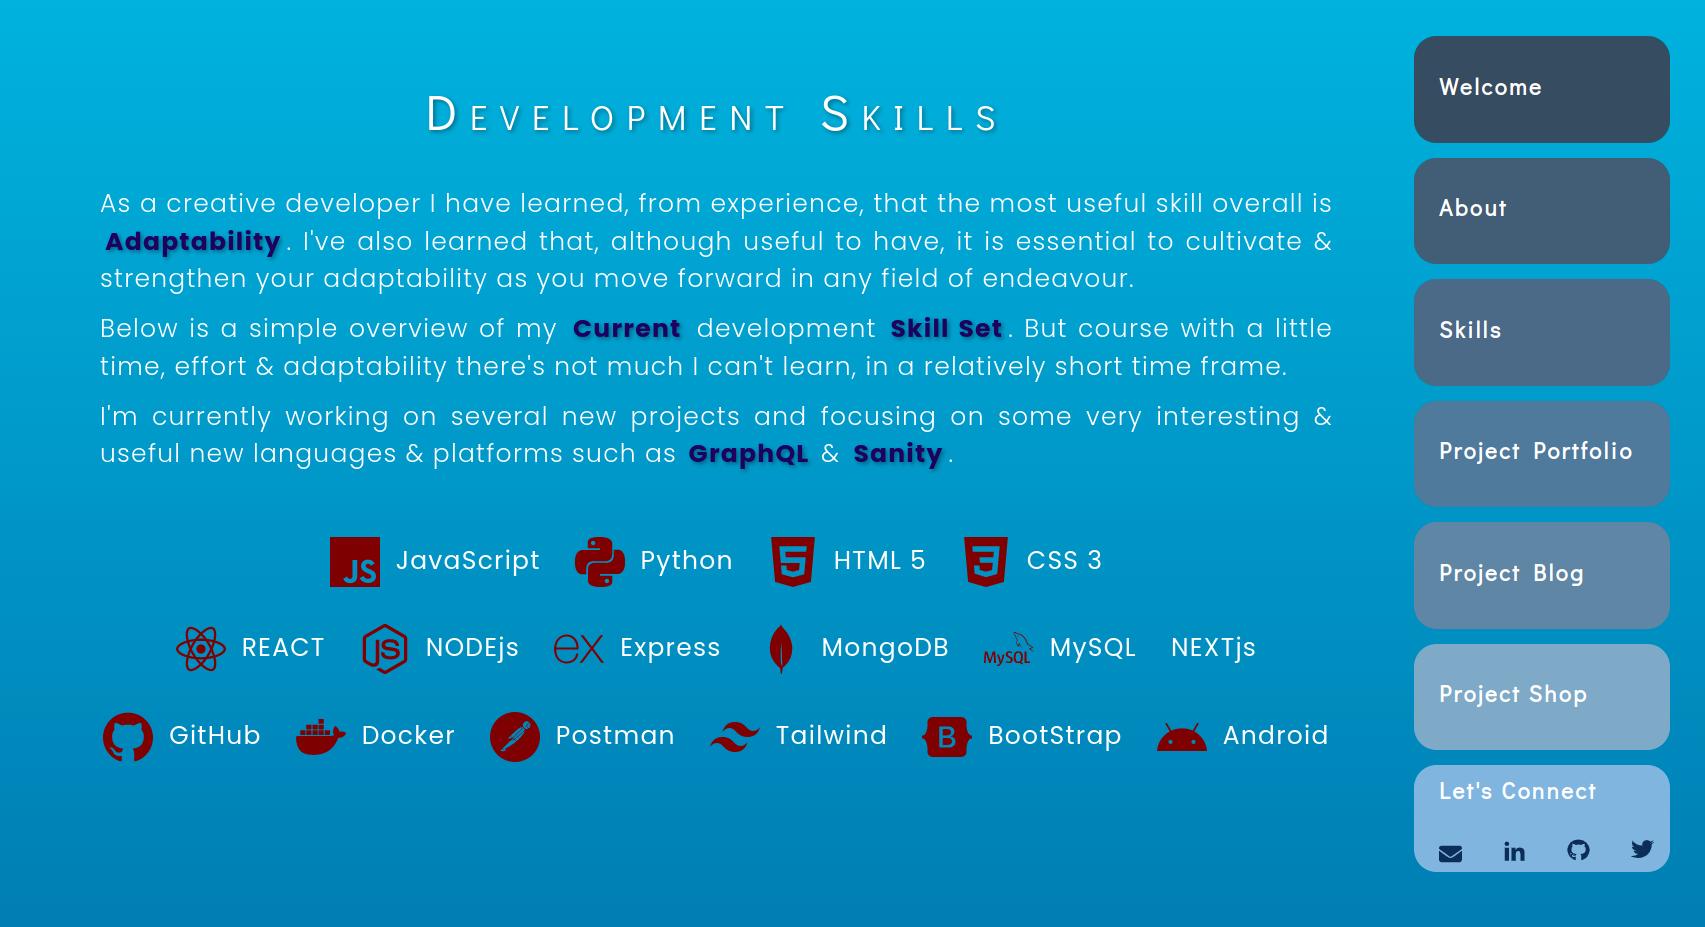 Development Skills
As a creative developer I have learned, from experience, that the most useful skill overall is
Adaptability. I've also learned that, although useful to have, it is essential to cultivate &
strengthen your adaptability as you move forward in any field of endeavour.
Below is a simple overview of my Current development Skill Set. But course with a little
time, effort & adaptability there's not much I can't learn, in a relatively short time frame.
I'm currently working on several new projects and focusing on some very interesting &
useful new languages & platforms such as GraphQL & Sanity.
JS JavaScript Python 5 HTML 5 3 CSS 3
REACT JS NODEjs ex Express MongoDB MySQL MySQL NEXTjs
GitHub Docker Postman Tailwind B BootStrap Android
Welcome
About
Skills
Project Portfolio
Project Blog
Project Shop
Let's Connect
in